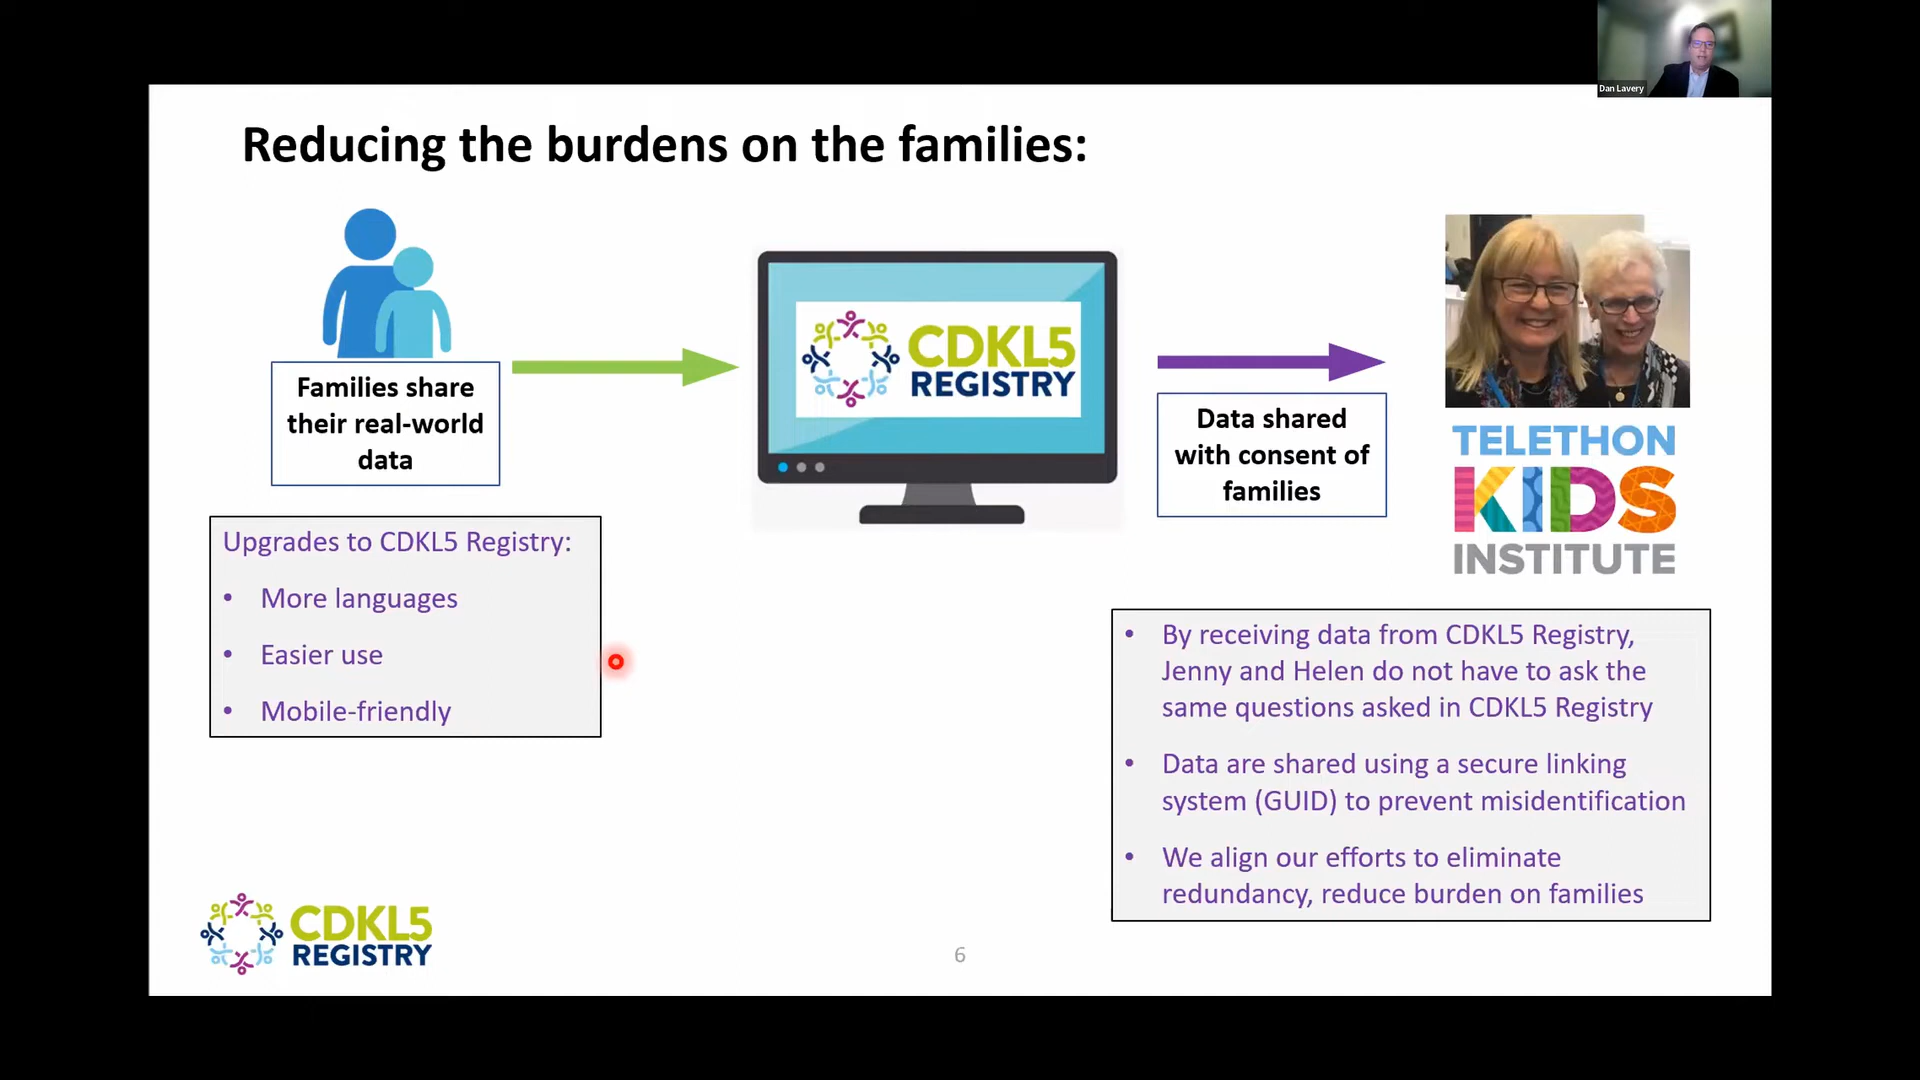 Dan Lavery
Reducing the burdens on the families:
Families share
their real-world
data
CDKL5
REGISTRY
Data shared
with consent of
families
TELETHON
KIDS
INSTITUTE
Upgrades to CDKL5 Registry:
• More languages
• Easier use
• Mobile-friendly
• By receiving data from CDKL5 Registry,
Jenny and Helen do not have to ask the
same questions asked in CDKL5 Registry
• Data are shared using a secure linking
system (GUID) to prevent misidentification
• We align our efforts to eliminate
redundancy, reduce burden on families
CDKL5
REGISTRY
6